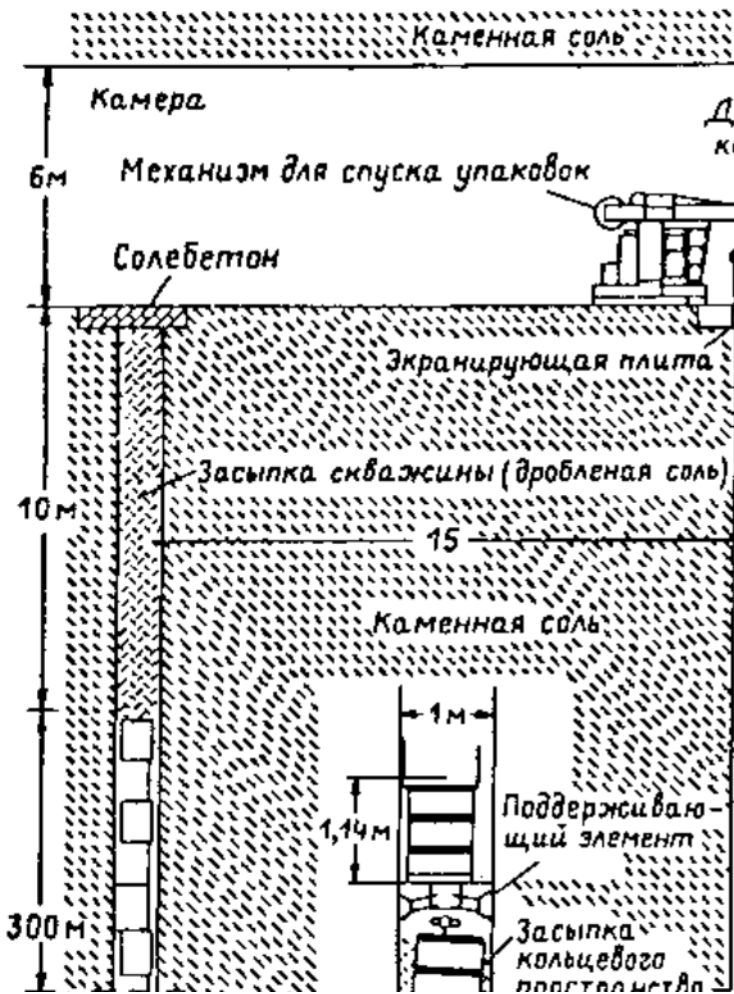 Каменная соль
Камера
6м
Механизм для спуска упаковок
Солебетон
Экранирующая плита
Засыпка скважины (дробленая соль)
10м
15
Каменная соль
1м
1,14м
Поддерживаю-
щий элемент
300м
Засыпка
кольцевого
пространства